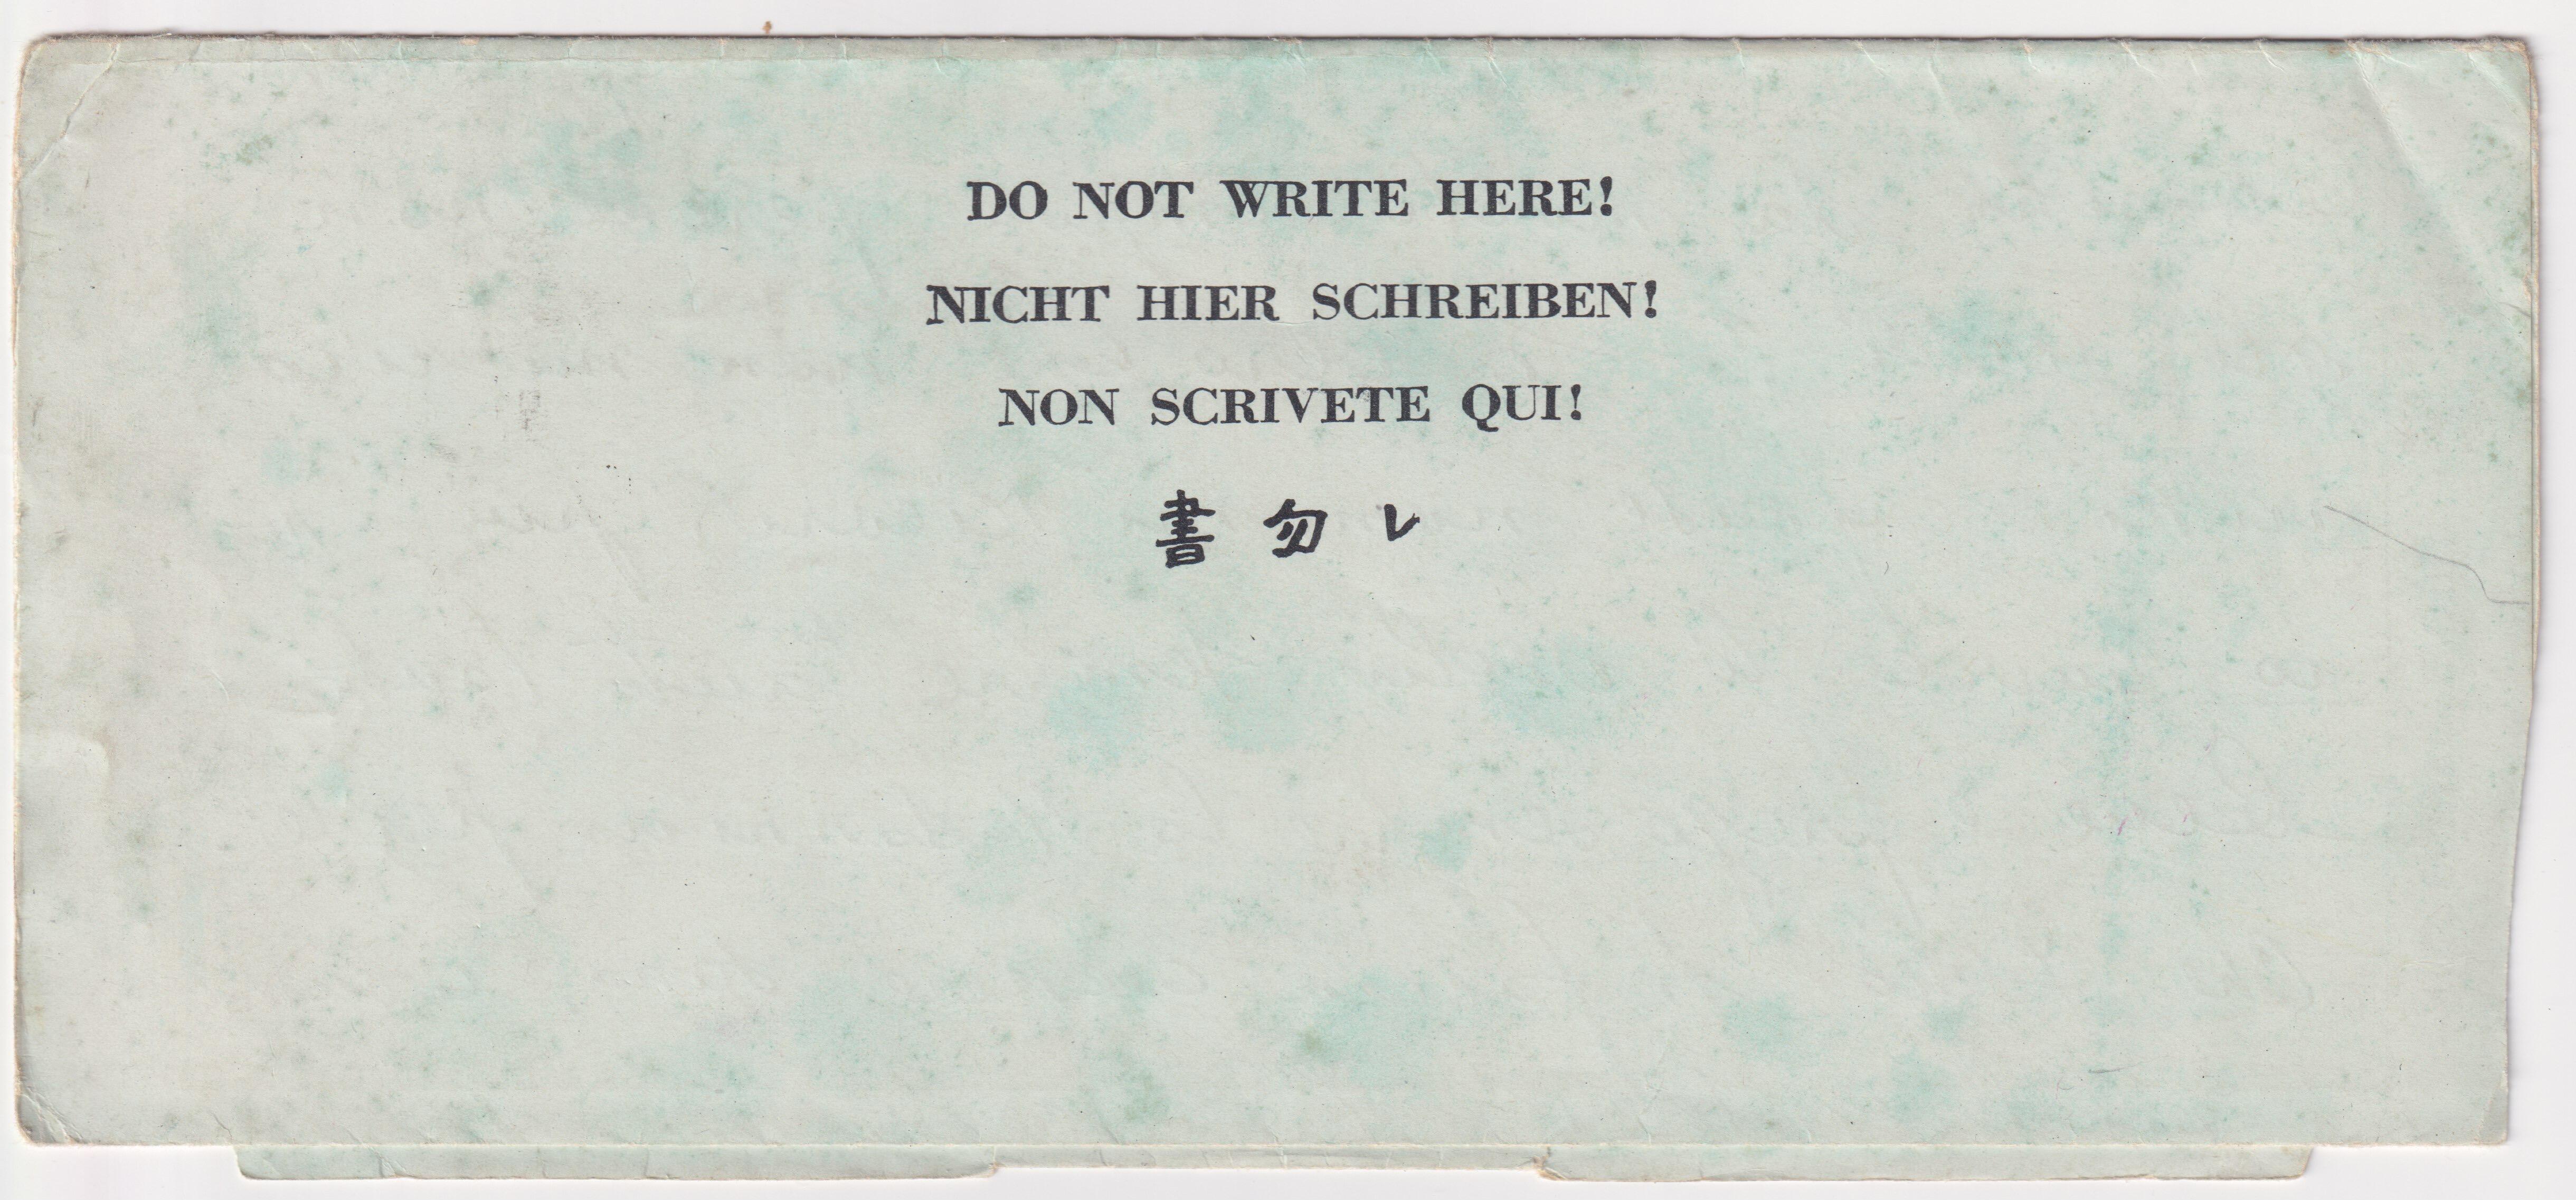 DO NOT WRITE HERE!
NICHT HIER SCHREIBEN!
NON SCRIVETE QUI!
書勿レ